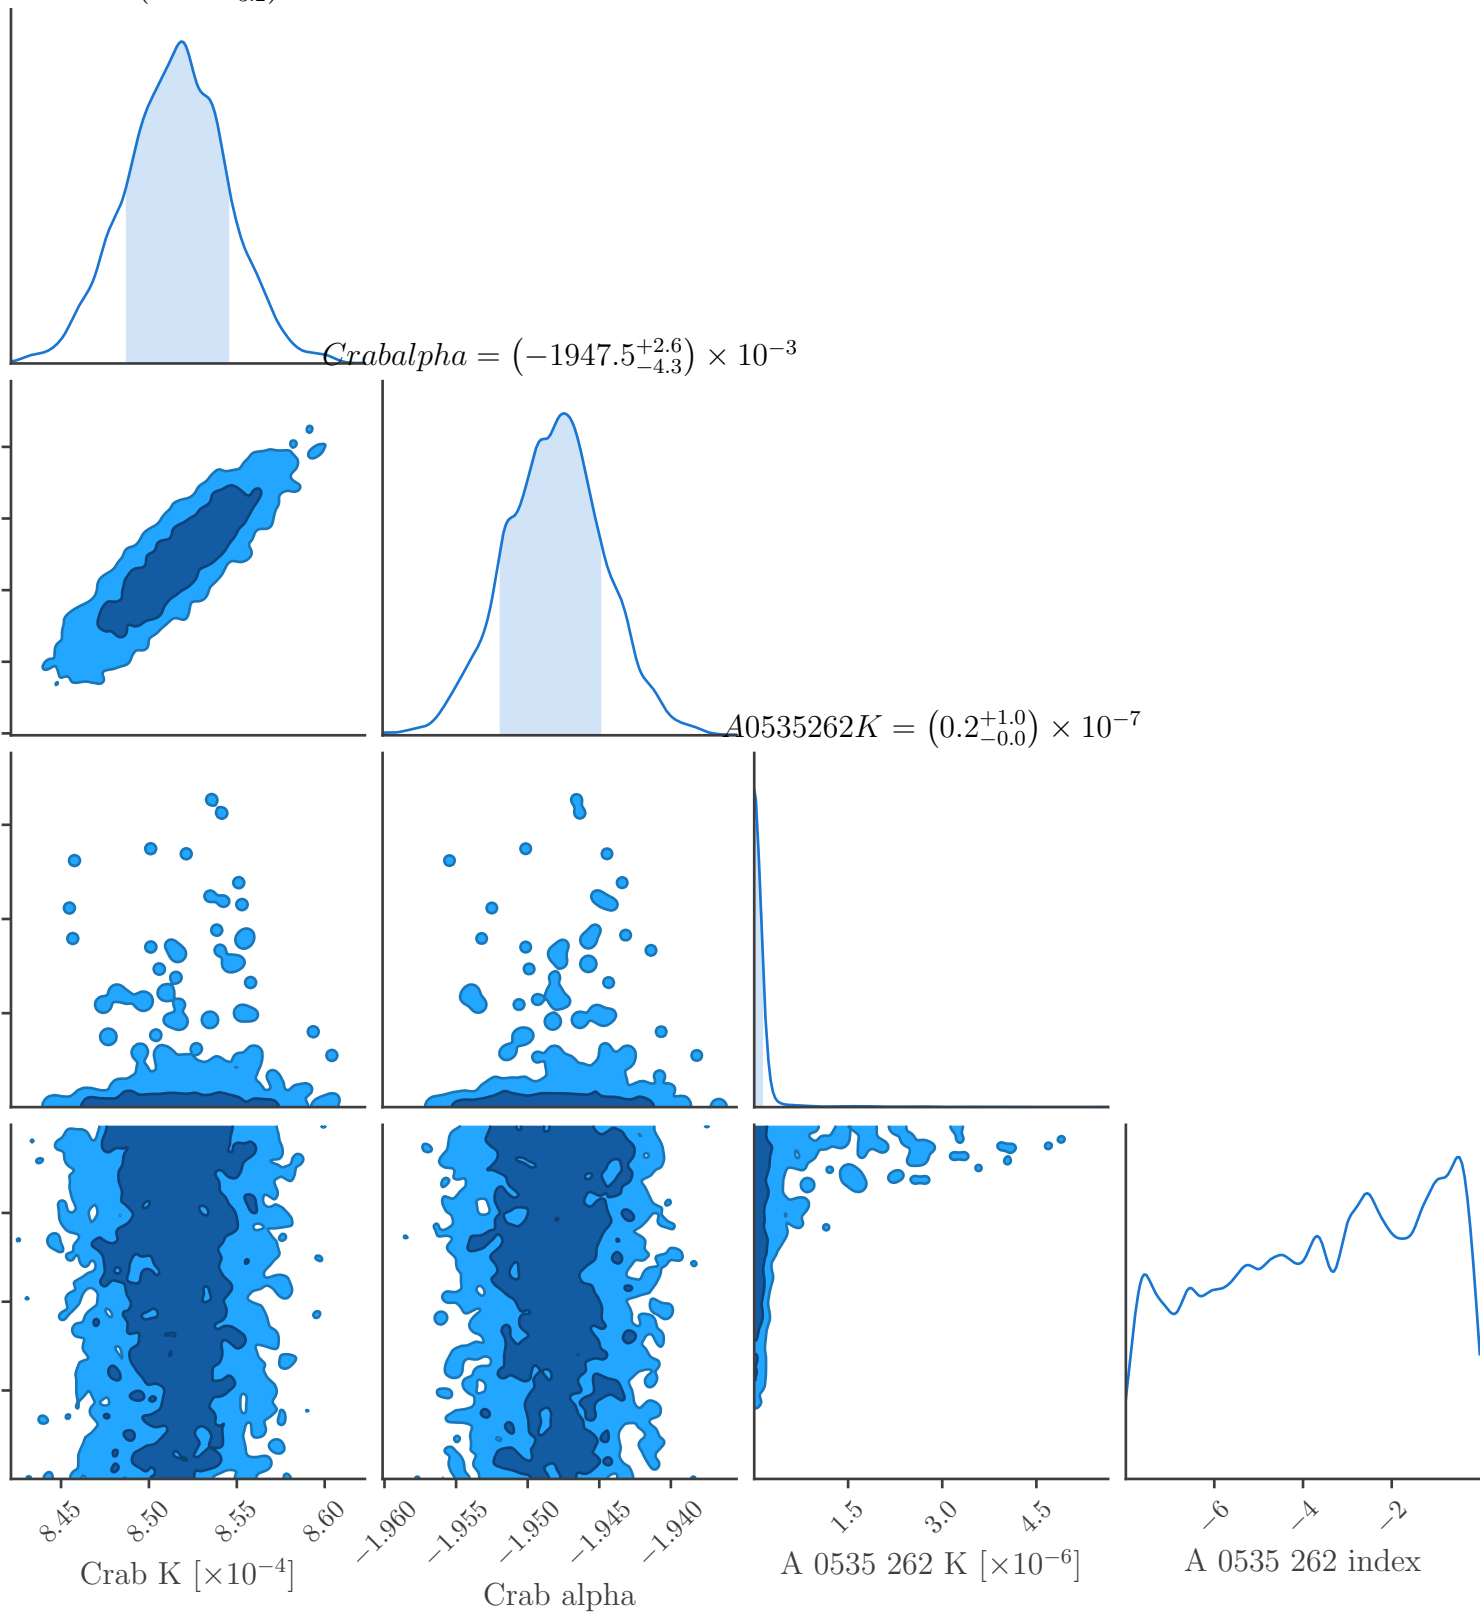 Crabalpha = (−1947.5 +2.6 −4.3) × 10−3
A0535262K = (0.2 +1.0 −0.0) × 10−7
8.45 8.50 8.55 8.60
−1.960 −1.955 −1.950 −1.945 −1.940
1.5 3.0 4.5
−6 −4 −2
Crab K [×10−4]
Crab alpha
A 0535 262 K [×10−6]
A 0535 262 index